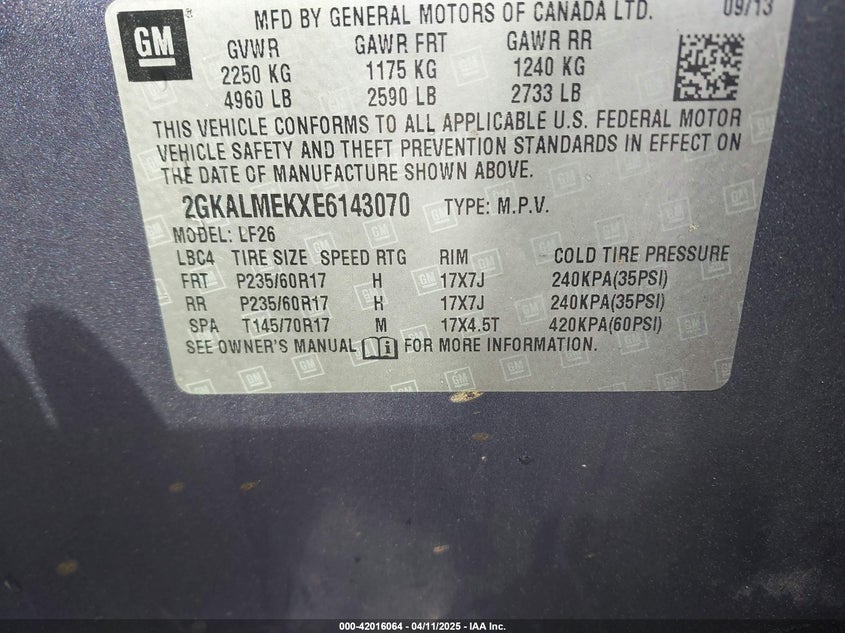 GM
MFD BY GENERAL MOTORS OF CANADA LTD. 09/13
GVWR GAWR FRT GAWR RR
2250 KG 1175 KG 1240 KG
4960 LB 2590 LB 2733 LB
THIS VEHICLE CONFORMS TO ALL APPLICABLE U.S. FEDERAL MOTOR
VEHICLE SAFETY AND THEFT PREVENTION STANDARDS IN EFFECT ON
THE DATE OF MANUFACTURE SHOWN ABOVE.
2GKALMEKXE6143070 TYPE: M.P.V.
MODEL: LF26
LBC4 TIRE SIZE SPEED RTG RIM COLD TIRE PRESSURE
FRT P235/60R17 H 17X7J 240KPA(35PSI)
RR P235/60R17 H 17X7J 240KPA(35PSI)
SPA T145/70R17 M 17X4.5T 420KPA(60PSI)
SEE OWNER'S MANUAL FOR MORE INFORMATION.
000-42016064 - 04/11/2025 - IAA Inc.